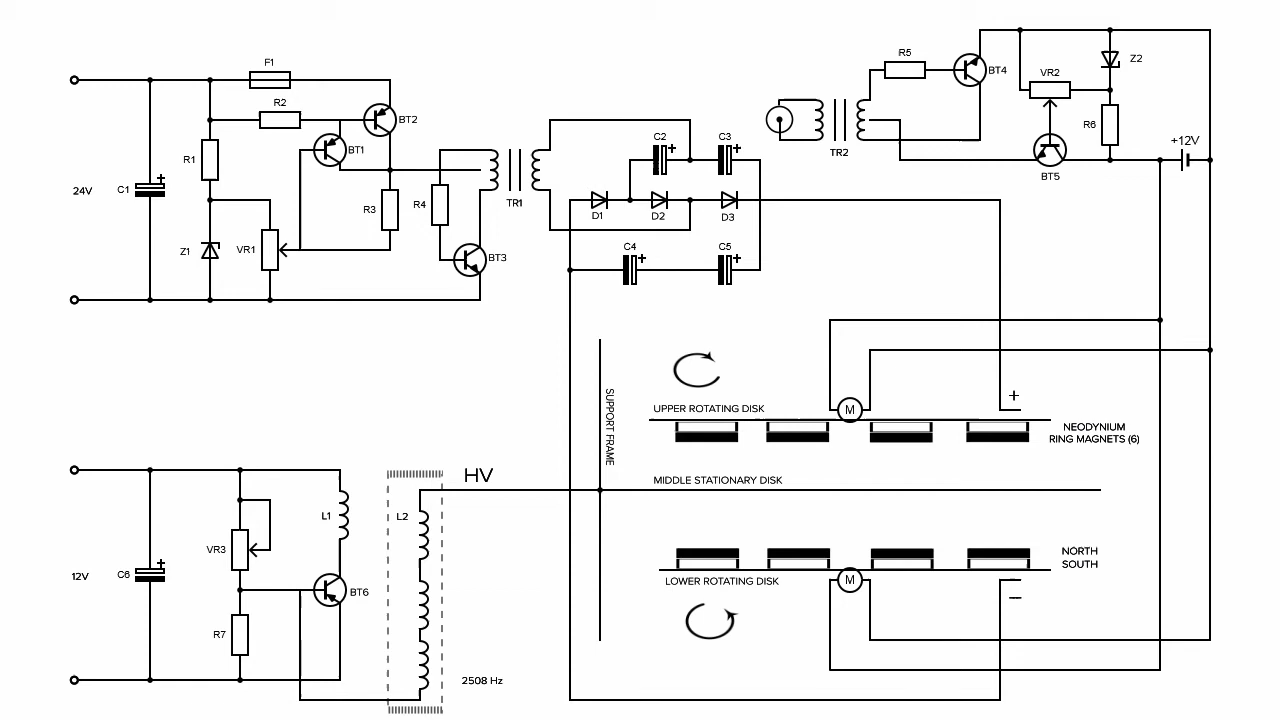 F1
R2
BT2
BT1
R1
24V
C1
R3
R4
Z1
VR1
BT3
TR1
C2
C3
D1
D2
D3
C4
C5
R5
BT4
VR2
Z2
R6
TR2
BT5
+12V
+
UPPER ROTATING DISK
M
NEODYNIUM
RING MAGNETS (6)
SUPPORT FRAME
HV
MIDDLE STATIONARY DISK
L1
L2
VR3
12V
C6
BT6
R7
2508 Hz
NORTH
SOUTH
LOWER ROTATING DISK
M
−